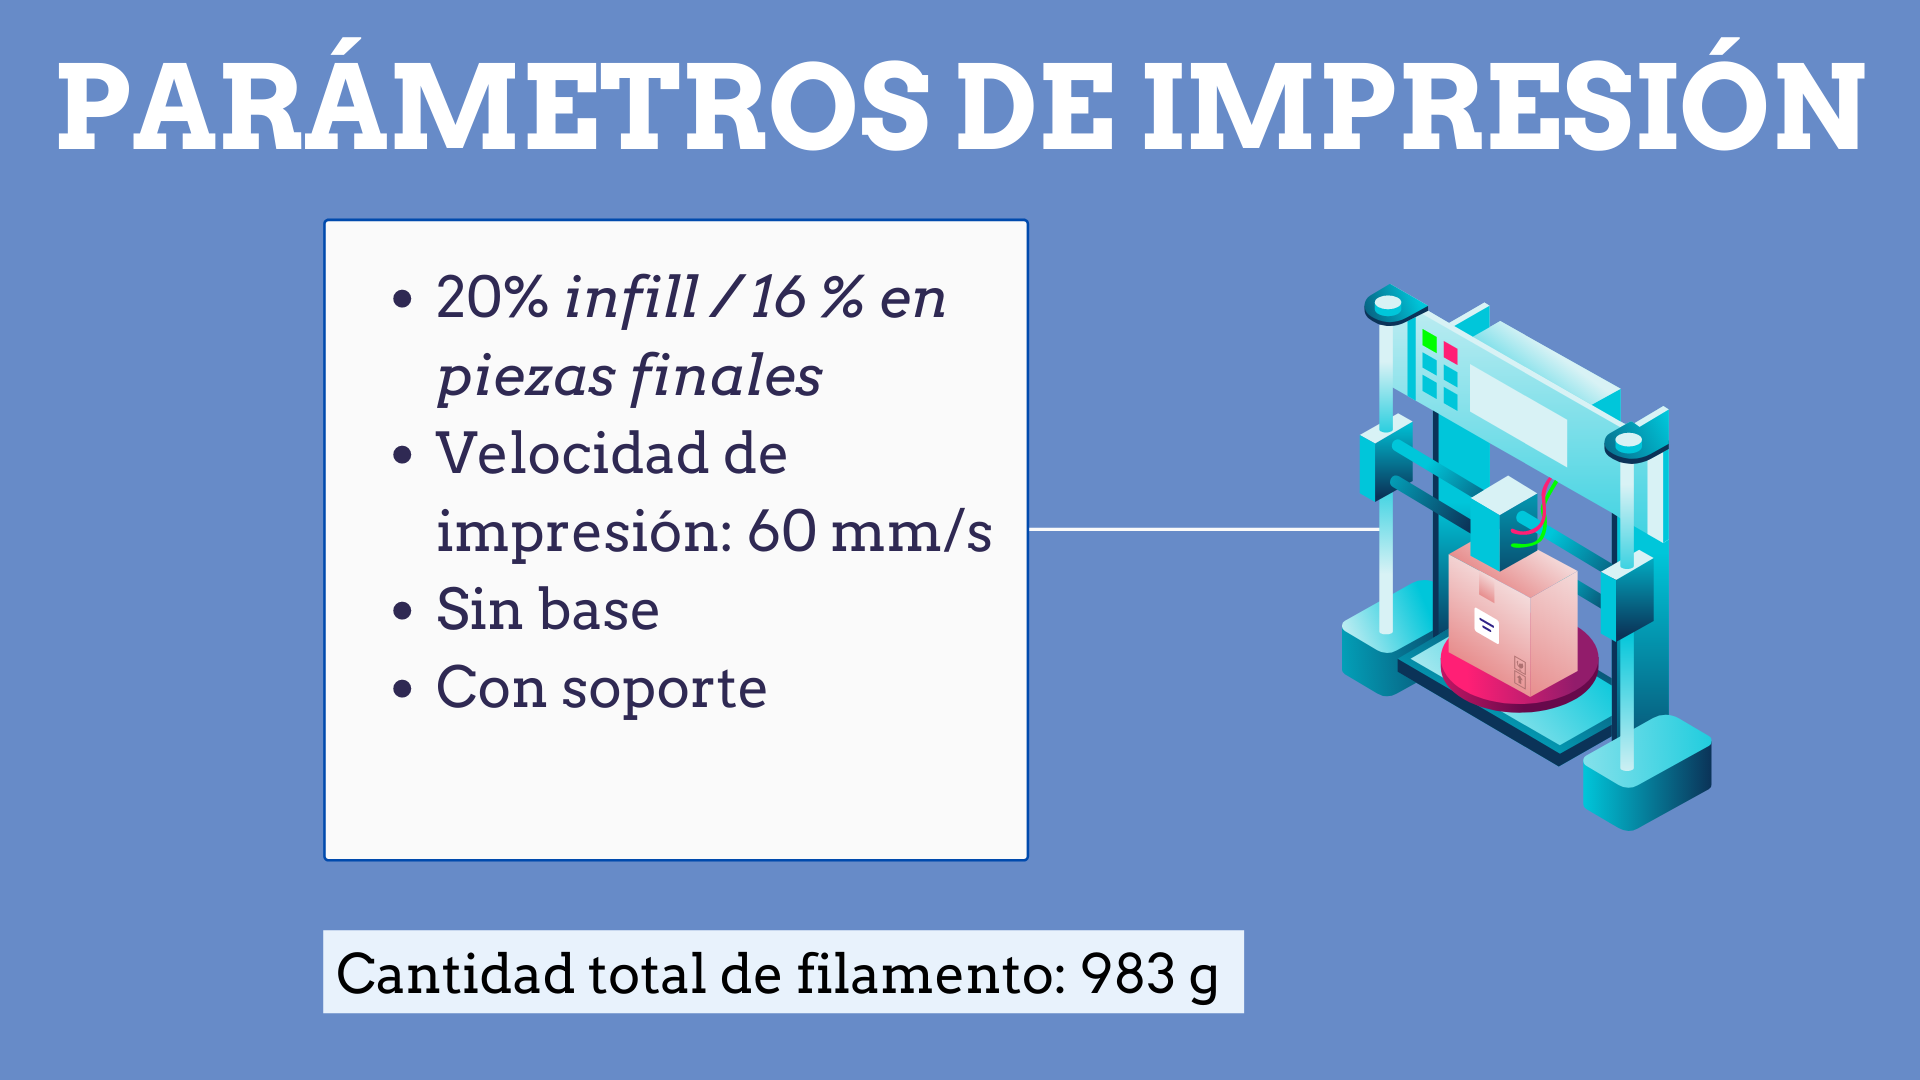 PARÁMETROS DE IMPRESIÓN
• 20% infill / 16 % en
piezas finales
• Velocidad de
impresión: 60 mm/s
• Sin base
• Con soporte
Cantidad total de filamento: 983 g